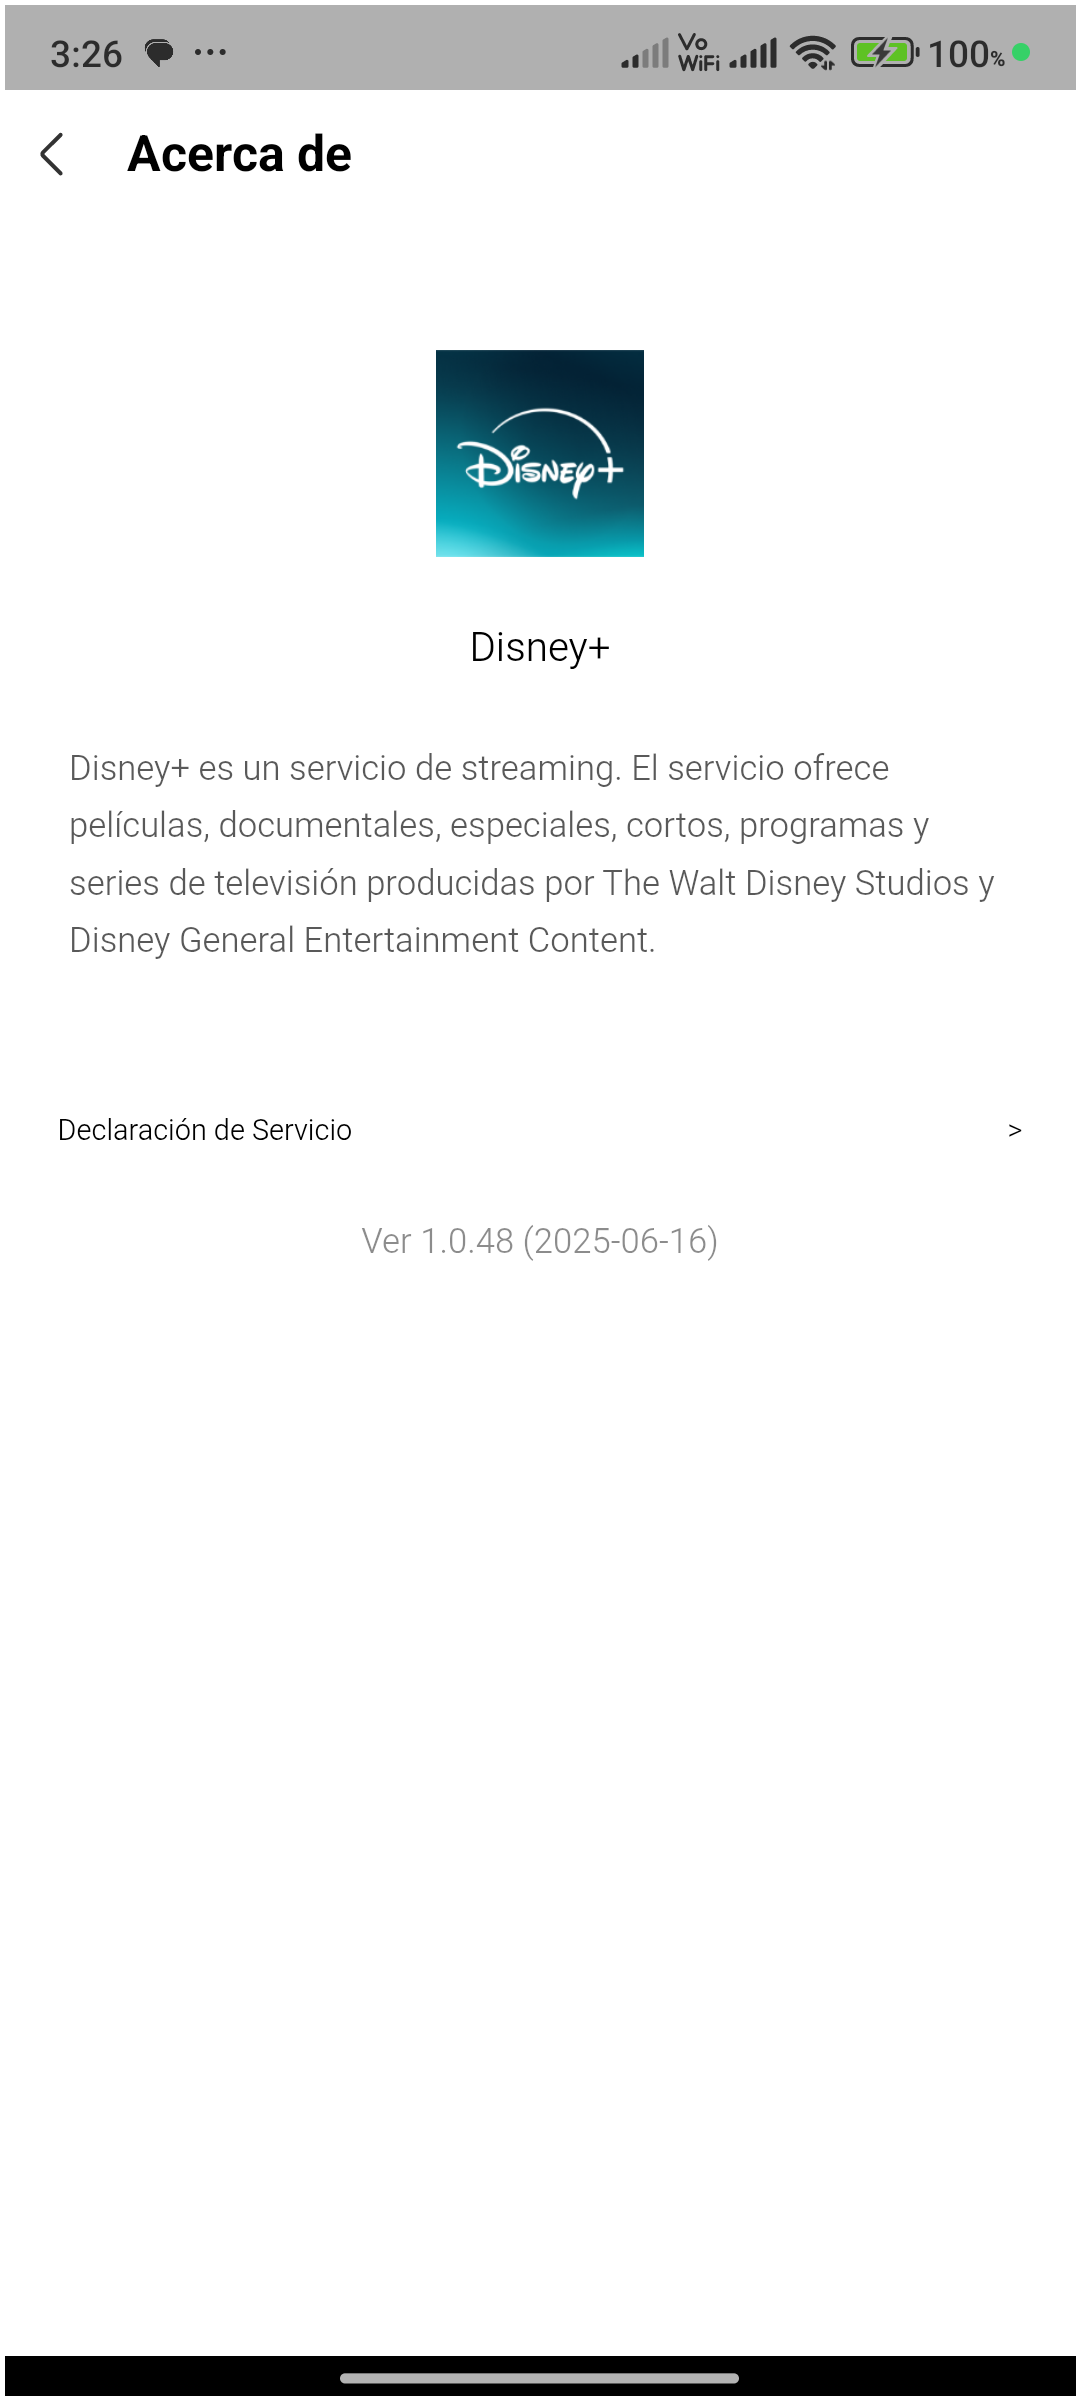 3:26 ... Vo WiFi 100%
Acerca de
Disney+
Disney+
Disney+ es un servicio de streaming. El servicio ofrece
películas, documentales, especiales, cortos, programas y
series de televisión producidas por The Walt Disney Studios y
Disney General Entertainment Content.
Declaración de Servicio >
Ver 1.0.48 (2025-06-16)